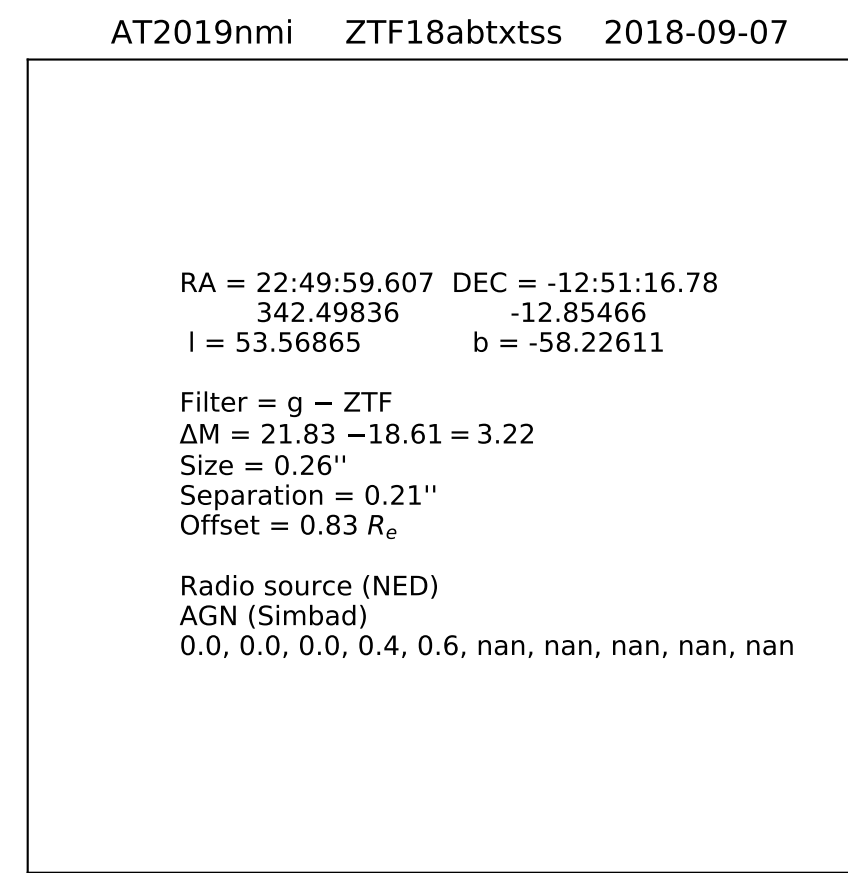 AT2019nmi ZTF18abtxtss 2018-09-07
RA = 22:49:59.607 DEC = -12:51:16.78
342.49836 -12.85466
l = 53.56865 b = -58.22611
Filter = g − ZTF
ΔM = 21.83 −18.61 = 3.22
Size = 0.26''
Separation = 0.21''
Offset = 0.83 Rₑ
Radio source (NED)
AGN (Simbad)
0.0, 0.0, 0.0, 0.4, 0.6, nan, nan, nan, nan, nan